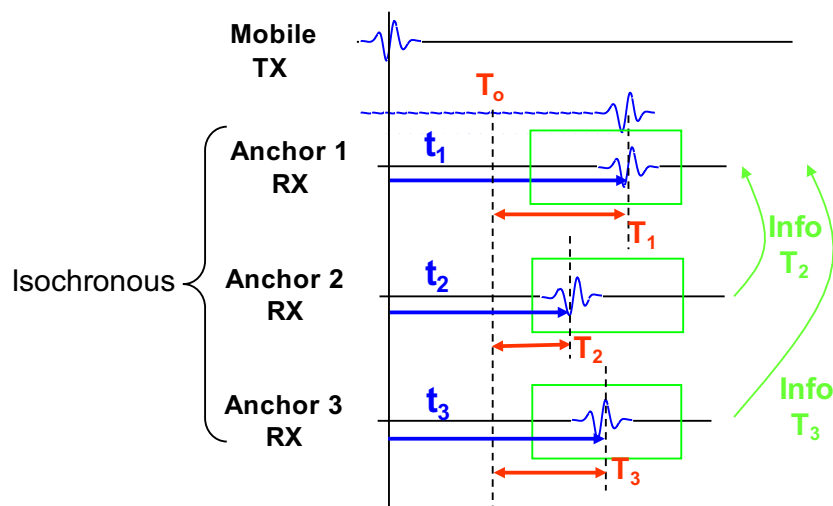 Mobile
TX
T₀
Anchor 1
RX
t₁
T₁
Info
T₂
Isochronous
Anchor 2
RX
t₂
T₂
Anchor 3
RX
t₃
T₃
Info
T₃